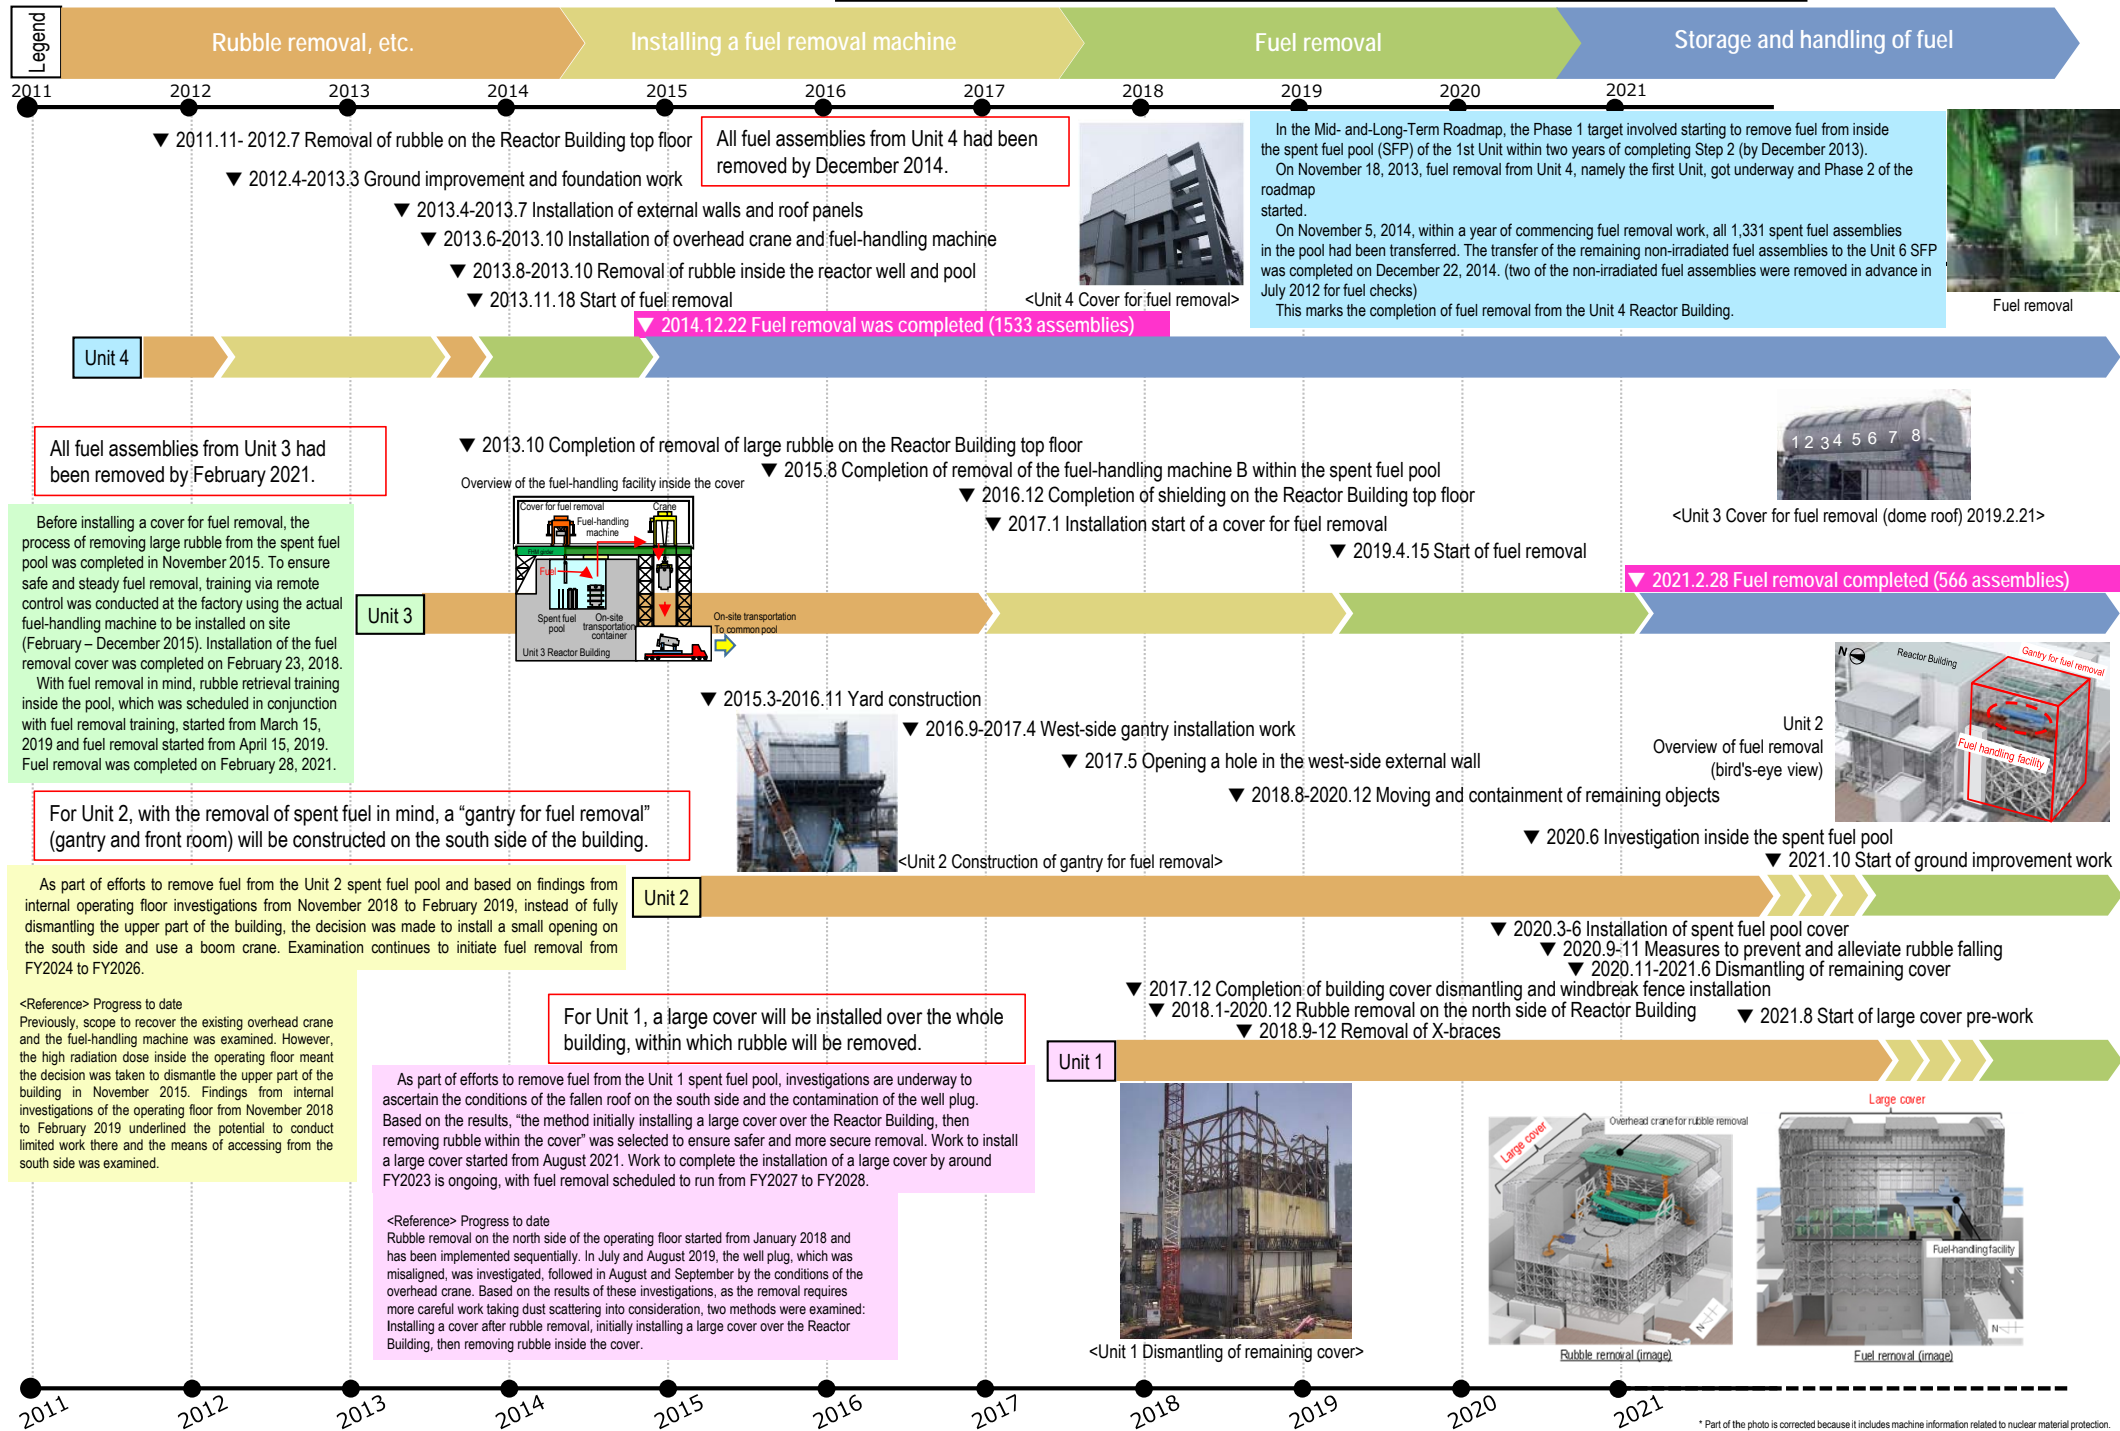 Legend
Rubble removal, etc.
Installing a fuel removal machine
Fuel removal
Storage and handling of fuel
2011
2012
2013
2014
2015
2016
2017
2018
2019
2020
2021
▼ 2011.11- 2012.7 Removal of rubble on the Reactor Building top floor
▼ 2012.4-2013.3 Ground improvement and foundation work
▼ 2013.4-2013.7 Installation of external walls and roof panels
▼ 2013.6-2013.10 Installation of overhead crane and fuel-handling machine
▼ 2013.8-2013.10 Removal of rubble inside the reactor well and pool
▼ 2013.11.18 Start of fuel removal
▼ 2014.12.22 Fuel removal was completed (1533 assemblies)
All fuel assemblies from Unit 4 had been
removed by December 2014.
<Unit 4 Cover for fuel removal>
In the Mid- and-Long-Term Roadmap, the Phase 1 target involved starting to remove fuel from inside
the spent fuel pool (SFP) of the 1st Unit within two years of completing Step 2 (by December 2013).
On November 18, 2013, fuel removal from Unit 4, namely the first Unit, got underway and Phase 2 of the
roadmap
started.
On November 5, 2014, within a year of commencing fuel removal work, all 1,331 spent fuel assemblies
in the pool had been transferred. The transfer of the remaining non-irradiated fuel assemblies to the Unit 6 SFP
was completed on December 22, 2014. (two of the non-irradiated fuel assemblies were removed in advance in
July 2012 for fuel checks)
This marks the completion of fuel removal from the Unit 4 Reactor Building.
Fuel removal
Unit 4
All fuel assemblies from Unit 3 had
been removed by February 2021.
▼ 2013.10 Completion of removal of large rubble on the Reactor Building top floor
▼ 2015.8 Completion of removal of the fuel-handling machine B within the spent fuel pool
▼ 2016.12 Completion of shielding on the Reactor Building top floor
▼ 2017.1 Installation start of a cover for fuel removal
▼ 2019.4.15 Start of fuel removal
▼ 2021.2.28 Fuel removal completed (566 assemblies)
1 2 3 4 5 6 7 8
<Unit 3 Cover for fuel removal (dome roof) 2019.2.21>
Overview of the fuel-handling facility inside the cover
Cover for fuel removal
Crane
Fuel-handling
machine
FHM girder
Fuel
Spent fuel
pool
On-site
transportation
container
Unit 3 Reactor Building
On-site transportation
To common pool
Before installing a cover for fuel removal, the
process of removing large rubble from the spent fuel
pool was completed in November 2015. To ensure
safe and steady fuel removal, training via remote
control was conducted at the factory using the actual
fuel-handling machine to be installed on site
(February – December 2015). Installation of the fuel
removal cover was completed on February 23, 2018.
With fuel removal in mind, rubble retrieval training
inside the pool, which was scheduled in conjunction
with fuel removal training, started from March 15,
2019 and fuel removal started from April 15, 2019.
Fuel removal was completed on February 28, 2021.
Unit 3
▼ 2015.3-2016.11 Yard construction
▼ 2016.9-2017.4 West-side gantry installation work
▼ 2017.5 Opening a hole in the west-side external wall
▼ 2018.8-2020.12 Moving and containment of remaining objects
▼ 2020.6 Investigation inside the spent fuel pool
▼ 2021.10 Start of ground improvement work
<Unit 2 Construction of gantry for fuel removal>
Unit 2
Overview of fuel removal
(bird's-eye view)
N
Reactor Building
Gantry for fuel removal
Fuel handling facility
For Unit 2, with the removal of spent fuel in mind, a “gantry for fuel removal”
(gantry and front room) will be constructed on the south side of the building.
As part of efforts to remove fuel from the Unit 2 spent fuel pool and based on findings from
internal operating floor investigations from November 2018 to February 2019, instead of fully
dismantling the upper part of the building, the decision was made to install a small opening on
the south side and use a boom crane. Examination continues to initiate fuel removal from
FY2024 to FY2026.
<Reference> Progress to date
Previously, scope to recover the existing overhead crane
and the fuel-handling machine was examined. However,
the high radiation dose inside the operating floor meant
the decision was taken to dismantle the upper part of the
building in November 2015. Findings from internal
investigations of the operating floor from November 2018
to February 2019 underlined the potential to conduct
limited work there and the means of accessing from the
south side was examined.
Unit 2
▼ 2020.3-6 Installation of spent fuel pool cover
▼ 2020.9-11 Measures to prevent and alleviate rubble falling
▼ 2020.11-2021.6 Dismantling of remaining cover
▼ 2017.12 Completion of building cover dismantling and windbreak fence installation
▼ 2018.1-2020.12 Rubble removal on the north side of Reactor Building
▼ 2021.8 Start of large cover pre-work
▼ 2018.9-12 Removal of X-braces
For Unit 1, a large cover will be installed over the whole
building, within which rubble will be removed.
Unit 1
As part of efforts to remove fuel from the Unit 1 spent fuel pool, investigations are underway to
ascertain the conditions of the fallen roof on the south side and the contamination of the well plug.
Based on the results, “the method initially installing a large cover over the Reactor Building, then
removing rubble within the cover” was selected to ensure safer and more secure removal. Work to install
a large cover started from August 2021. Work to complete the installation of a large cover by around
FY2023 is ongoing, with fuel removal scheduled to run from FY2027 to FY2028.
<Reference> Progress to date
Rubble removal on the north side of the operating floor started from January 2018 and
has been implemented sequentially. In July and August 2019, the well plug, which was
misaligned, was investigated, followed in August and September by the conditions of the
overhead crane. Based on the results of these investigations, as the removal requires
more careful work taking dust scattering into consideration, two methods were examined:
Installing a cover after rubble removal, initially installing a large cover over the Reactor
Building, then removing rubble inside the cover.
<Unit 1 Dismantling of remaining cover>
Large cover
Overhead crane for rubble removal
N
Rubble removal (image)
Large cover
Fuel-handling facility
N
Fuel removal (image)
2011
2012
2013
2014
2015
2016
2017
2018
2019
2020
2021
* Part of the photo is corrected because it includes machine information related to nuclear material protection.